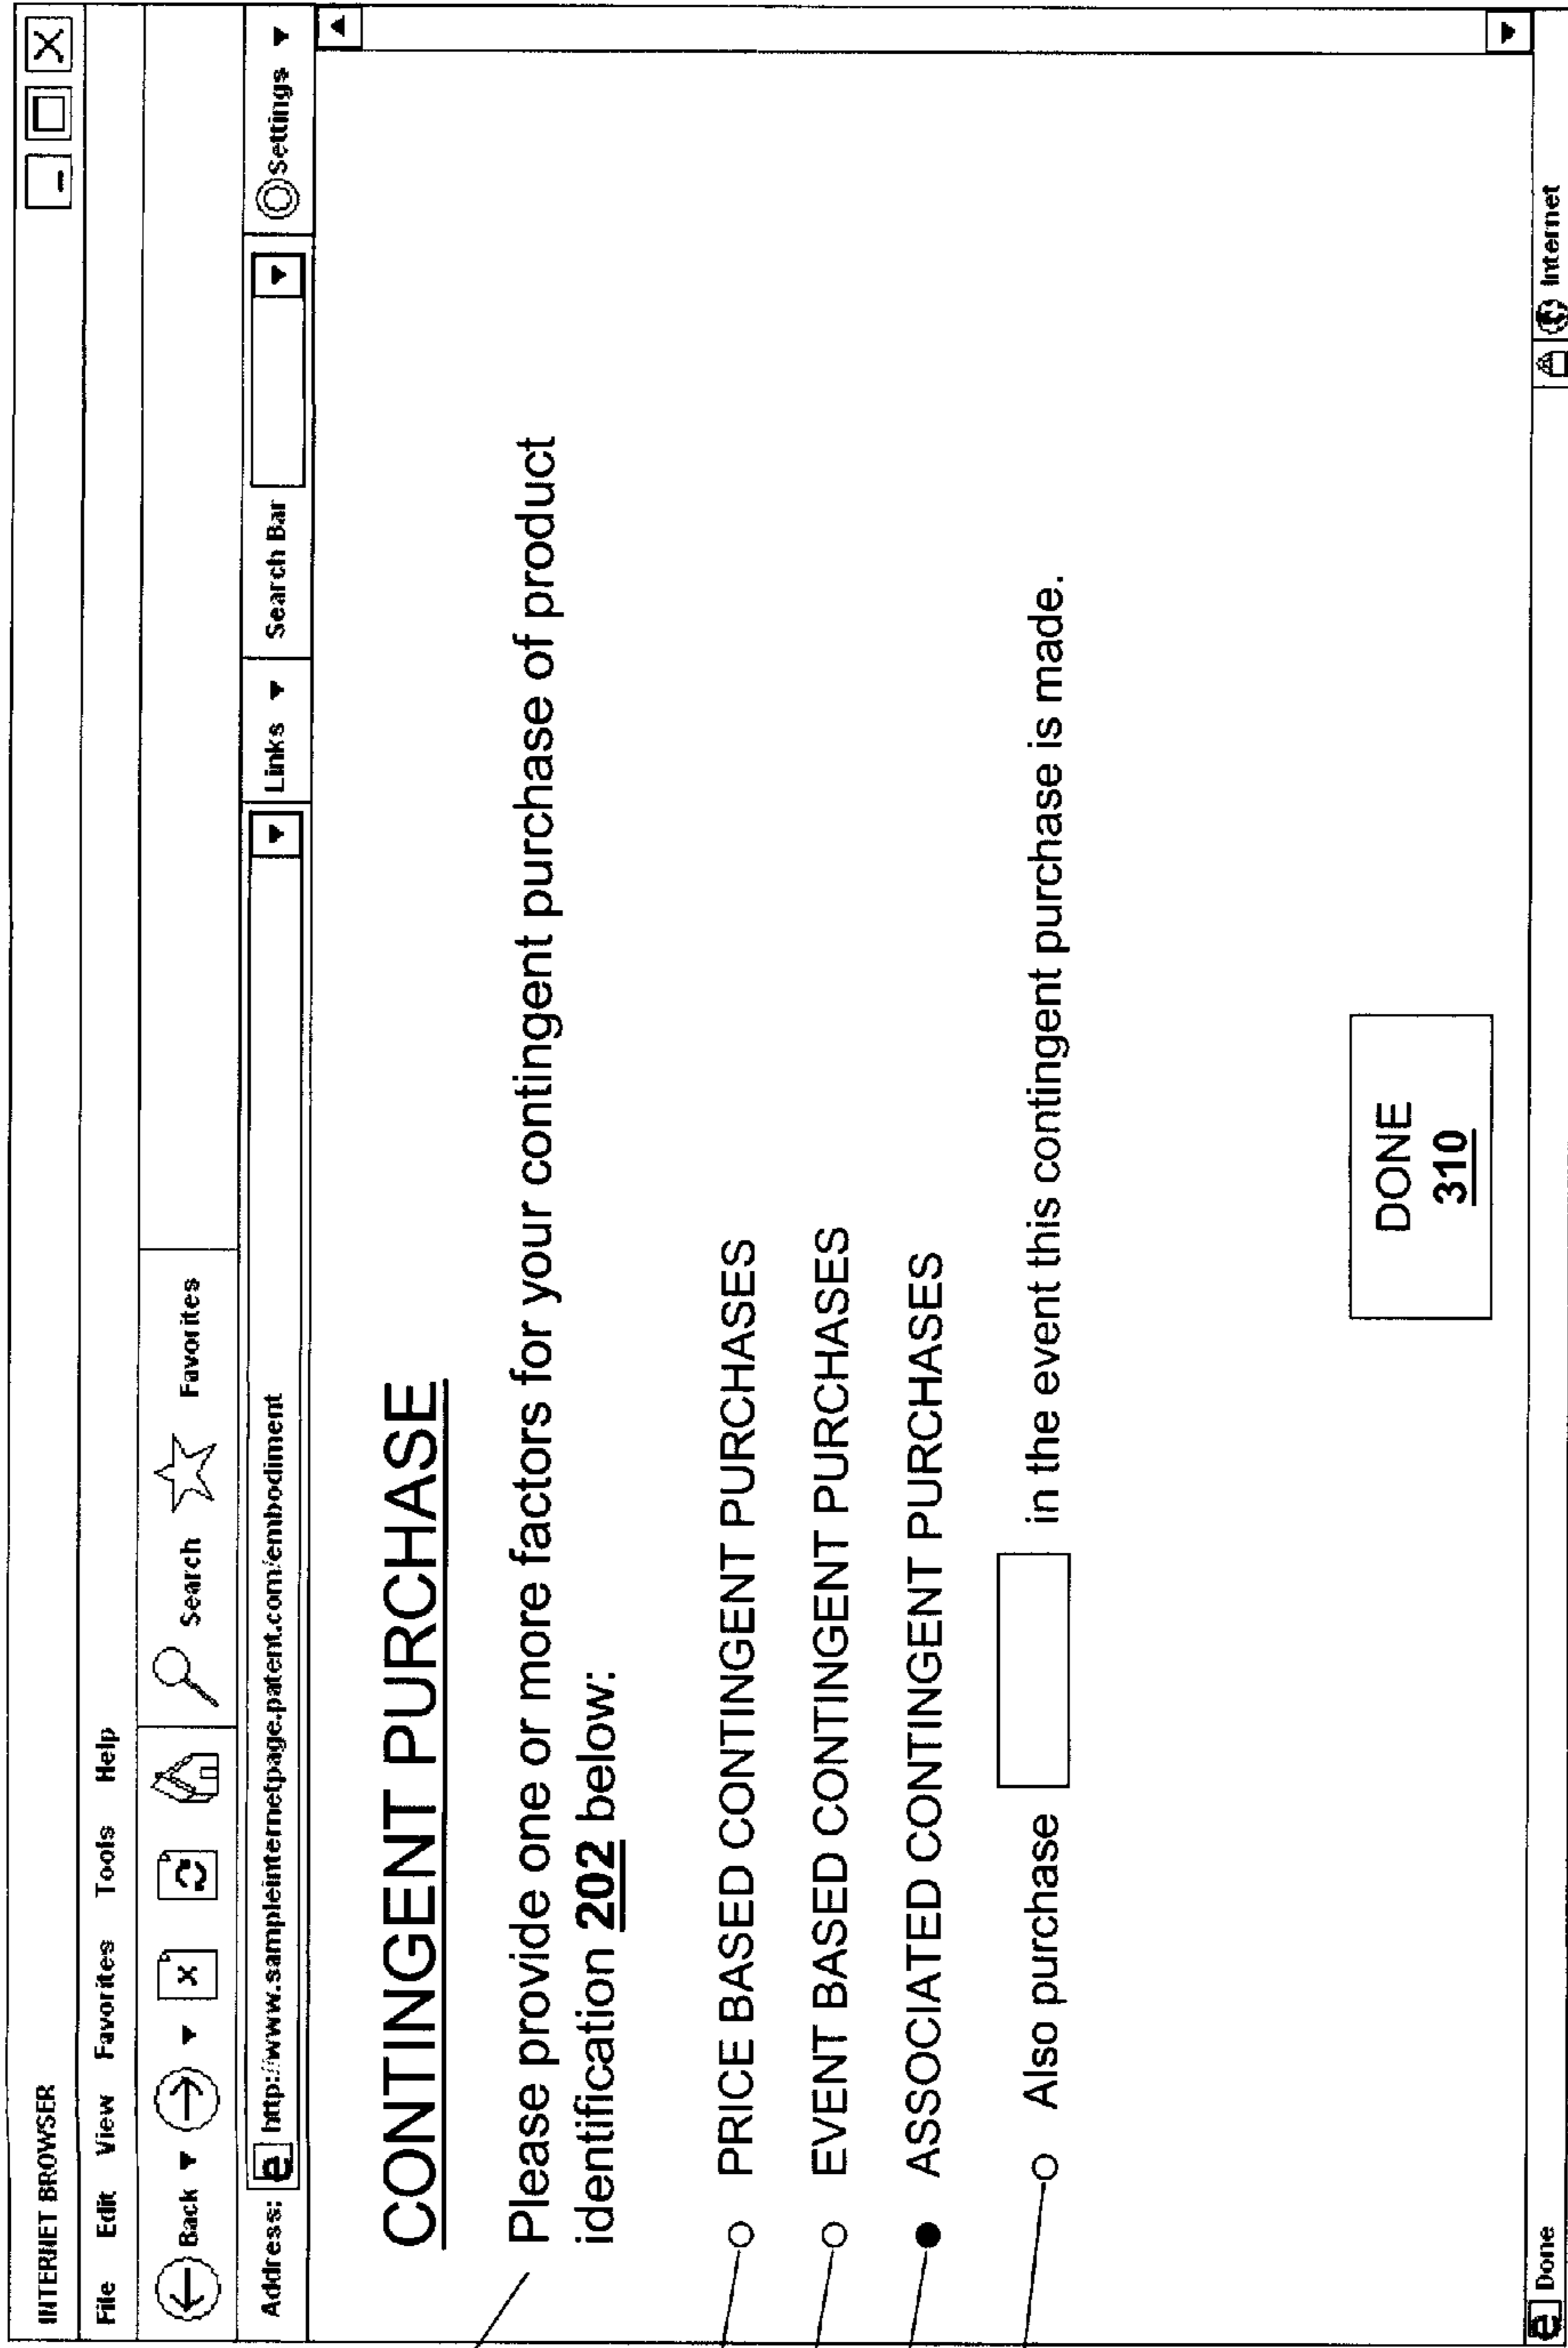 INTERNET BROWSER
File Edit View Favorites Tools Help
Back Search Favorites
Address: http://www.sampleinternetpage.patent.com/embodiment Links Search Bar Settings
CONTINGENT PURCHASE
Please provide one or more factors for your contingent purchase of product
identification 202 below:
PRICE BASED CONTINGENT PURCHASES
EVENT BASED CONTINGENT PURCHASES
ASSOCIATED CONTINGENT PURCHASES
Also purchase in the event this contingent purchase is made.
DONE
310
Done Internet